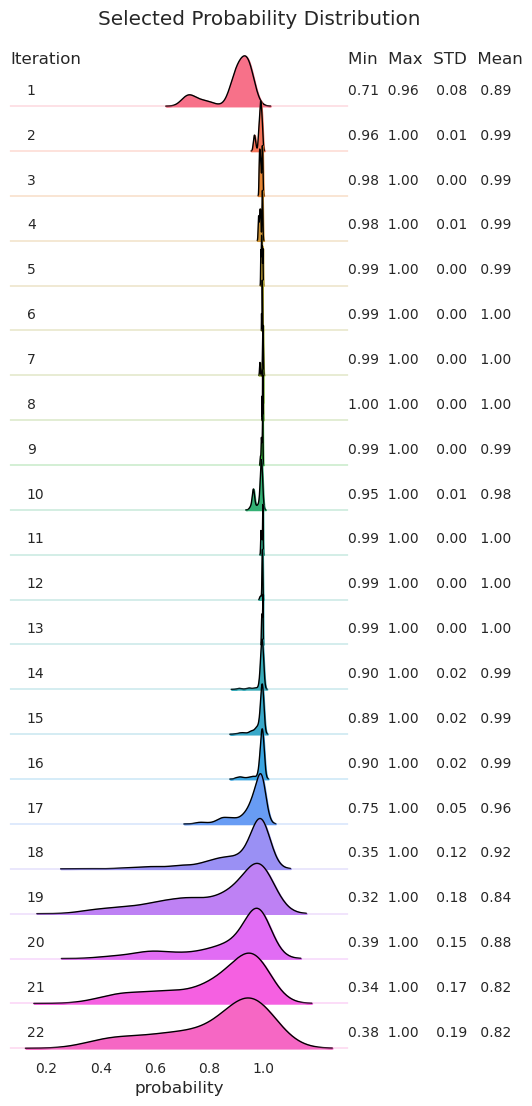 Selected Probability Distribution
Iteration Min Max STD Mean
1 0.71 0.96 0.08 0.89
2 0.96 1.00 0.01 0.99
3 0.98 1.00 0.00 0.99
4 0.98 1.00 0.01 0.99
5 0.99 1.00 0.00 0.99
6 0.99 1.00 0.00 1.00
7 0.99 1.00 0.00 1.00
8 1.00 1.00 0.00 1.00
9 0.99 1.00 0.00 0.99
10 0.95 1.00 0.01 0.98
11 0.99 1.00 0.00 1.00
12 0.99 1.00 0.00 1.00
13 0.99 1.00 0.00 1.00
14 0.90 1.00 0.02 0.99
15 0.89 1.00 0.02 0.99
16 0.90 1.00 0.02 0.99
17 0.75 1.00 0.05 0.96
18 0.35 1.00 0.12 0.92
19 0.32 1.00 0.18 0.84
20 0.39 1.00 0.15 0.88
21 0.34 1.00 0.17 0.82
22 0.38 1.00 0.19 0.82
0.2 0.4 0.6 0.8 1.0
probability